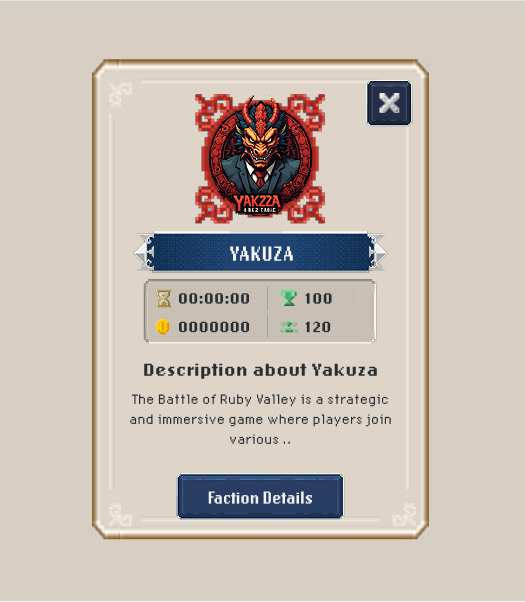 YAKZZA
YAKUZA
00:00:00
100
0000000
120
Description about Yakuza
The Battle of Ruby Valley is a strategic
and immersive game where players join
various ..
Faction Details